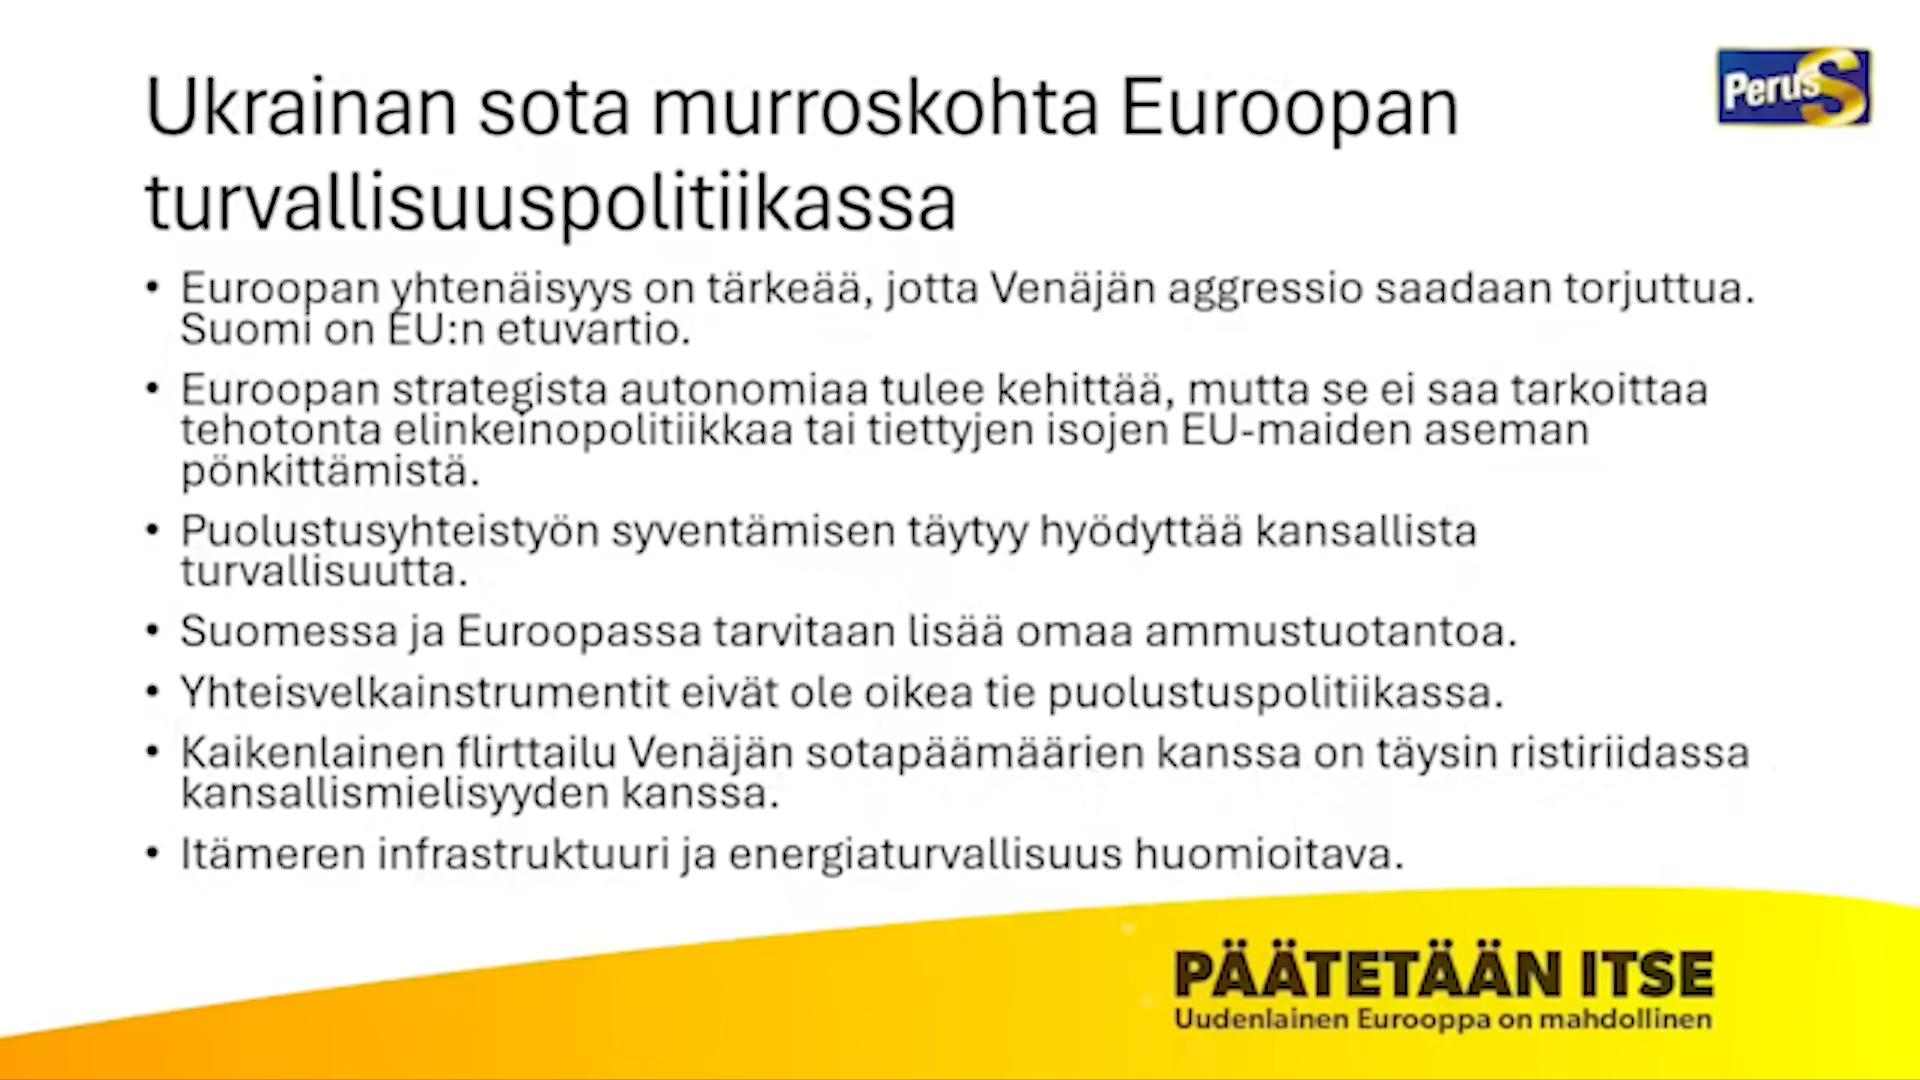 Ukrainan sota murroskohta Euroopan
turvallisuuspolitiikassa
PeruS
• Euroopan yhtenäisyys on tärkeää, jotta Venäjän aggressio saadaan torjuttua.
Suomi on EU:n etuvartio.
• Euroopan strategista autonomiaa tulee kehittää, mutta se ei saa tarkoittaa
tehotonta elinkeinopolitiikkaa tai tiettyjen isojen EU-maiden aseman
pönkittämistä.
• Puolustusyhteistyön syventämisen täytyy hyödyttää kansallista
turvallisuutta.
• Suomessa ja Euroopassa tarvitaan lisää omaa ammustuotantoa.
• Yhteisvelkainstrumentit eivät ole oikea tie puolustuspolitiikassa.
• Kaikenlainen flirttailu Venäjän sotapäämäärien kanssa on täysin ristiriidassa
kansallismielisyyden kanssa.
• Itämeren infrastruktuuri ja energiaturvallisuus huomioitava.
PÄÄTETÄÄN ITSE
Uudenlainen Eurooppa on mahdollinen